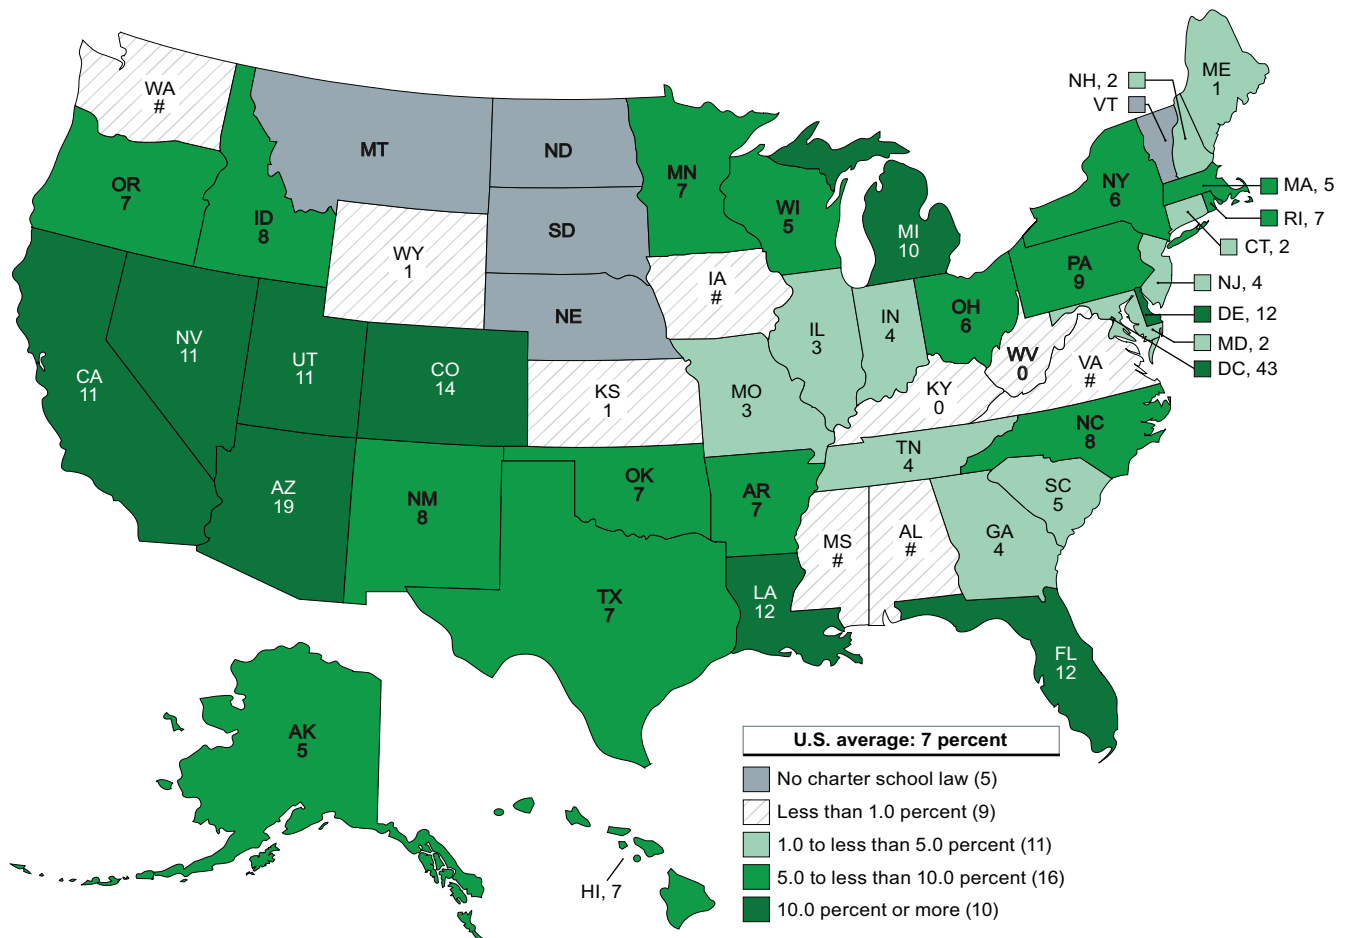 WA
#
OR
7
ID
8
MT
ND
SD
NE
WY
1
MN
7
WI
5
MI
10
IA
#
NV
11
CA
11
UT
11
CO
14
KS
1
MO
3
IL
3
IN
4
OH
6
KY
0
WV
0
VA
#
PA
9
NY
6
ME
1
NH, 2
VT
MA, 5
RI, 7
CT, 2
NJ, 4
DE, 12
MD, 2
DC, 43
AZ
19
NM
8
OK
7
AR
7
TN
4
NC
8
SC
5
GA
4
MS
#
AL
#
TX
7
LA
12
FL
12
AK
5
HI, 7
U.S. average: 7 percent
No charter school law (5)
Less than 1.0 percent (9)
1.0 to less than 5.0 percent (11)
5.0 to less than 10.0 percent (16)
10.0 percent or more (10)